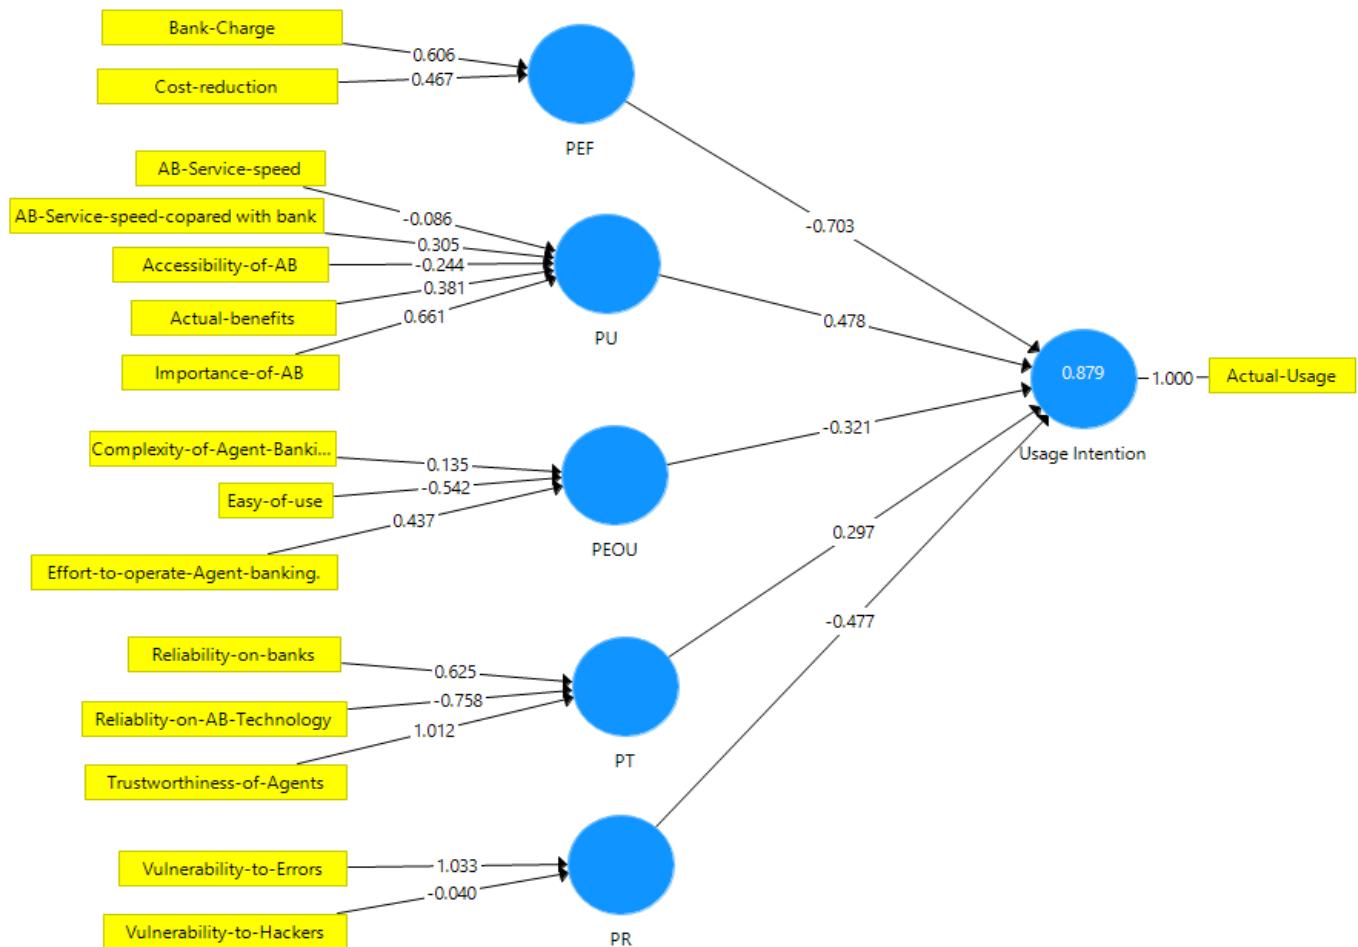 Bank-Charge
0.606
Cost-reduction
0.467
PEF
-0.703
AB-Service-speed
-0.086
AB-Service-speed-copared with bank
0.305
Accessibility-of-AB
-0.244
Actual-benefits
0.381
Importance-of-AB
0.661
PU
0.478
0.879
1.000
Actual-Usage
Usage Intention
Complexity-of-Agent-Banki...
0.135
Easy-of-use
-0.542
Effort-to-operate-Agent-banking.
0.437
PEOU
-0.321
Reliability-on-banks
0.625
Reliablity-on-AB-Technology
-0.758
Trustworthiness-of-Agents
1.012
PT
0.297
Vulnerability-to-Errors
1.033
Vulnerability-to-Hackers
-0.040
PR
-0.477